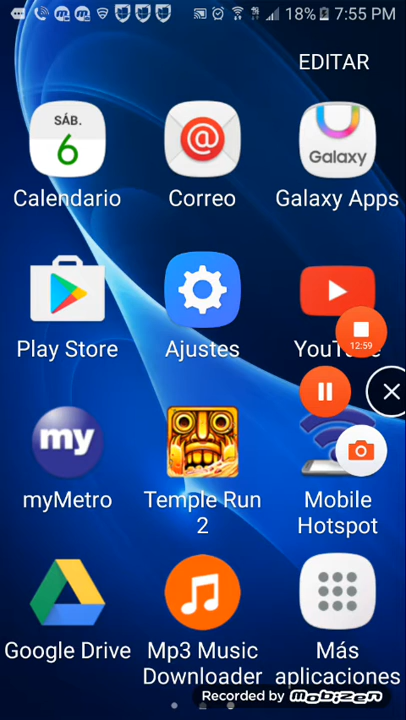 18% 7:55 PM
EDITAR
SÁB.
6
Galaxy
Calendario Correo Galaxy Apps
12:59
Play Store Ajustes YouTube
my
myMetro Temple Run 2 Mobile Hotspot
Google Drive Mp3 Music Downloader Más aplicaciones
Recorded by Mobizen